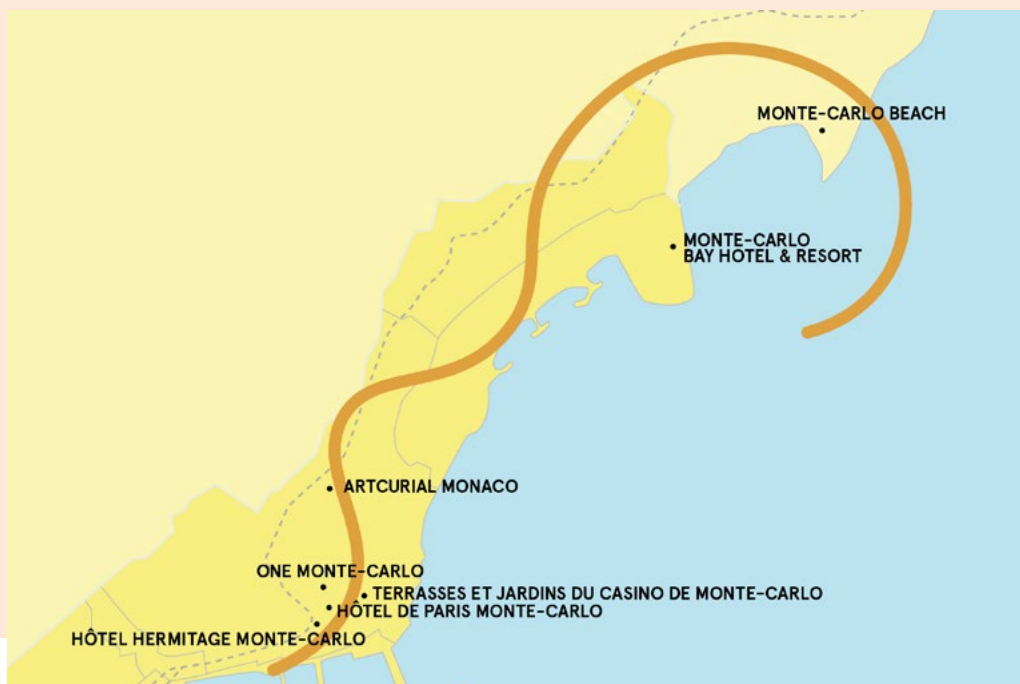 MONTE-CARLO BEACH
MONTE-CARLO
BAY HOTEL & RESORT
ARTCURIAL MONACO
ONE MONTE-CARLO
TERRASSES ET JARDINS DU CASINO DE MONTE-CARLO
HÔTEL DE PARIS MONTE-CARLO
HÔTEL HERMITAGE MONTE-CARLO